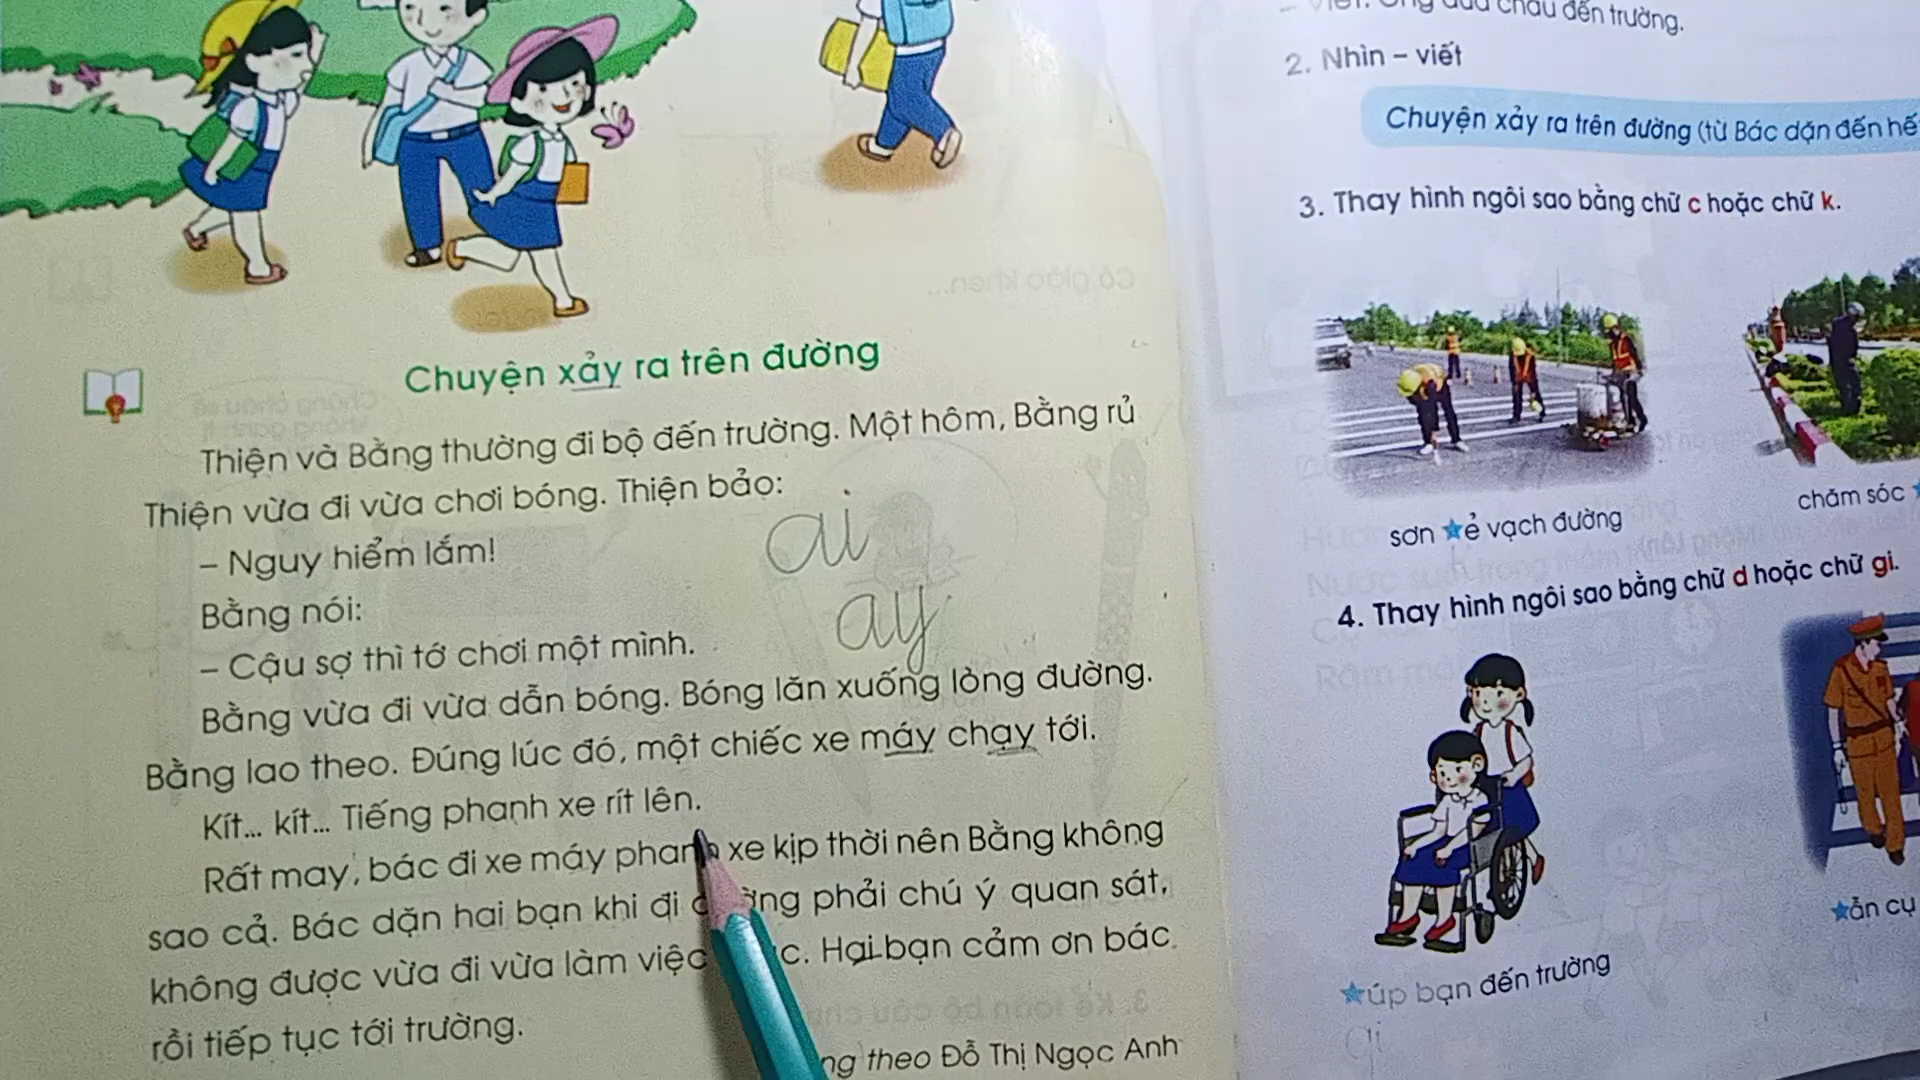 Chuyện xảy ra trên đường
Thiện và Bằng thường đi bộ đến trường. Một hôm, Bằng rủ
Thiện vừa đi vừa chơi bóng. Thiện bảo:
– Nguy hiểm lắm!
Bằng nói:
– Cậu sợ thì tớ chơi một mình.
Bằng vừa đi vừa dẫn bóng. Bóng lăn xuống lòng đường.
Bằng lao theo. Đúng lúc đó, một chiếc xe máy chạy tới.
Kít... kít... Tiếng phanh xe rít lên.
Rất may, bác đi xe máy phanh xe kịp thời nên Bằng không
sao cả. Bác dặn hai bạn khi đi phải chú ý quan sát,
không được vừa đi vừa làm việc Hai bạn cảm ơn bác
rồi tiếp tục tới trường.
theo Đỗ Thị Ngọc Anh
ai
ay
cháu đến trường.
2. Nhìn – viết
Chuyện xảy ra trên đường (từ Bác dặn đến
3. Thay hình ngôi sao bằng chữ c hoặc chữ k.
sơn ★ẻ vạch đường
chăm sóc ★
4. Thay hình ngôi sao bằng chữ d hoặc chữ gi.
★úp bạn đến trường
gi
★ẫn cụ